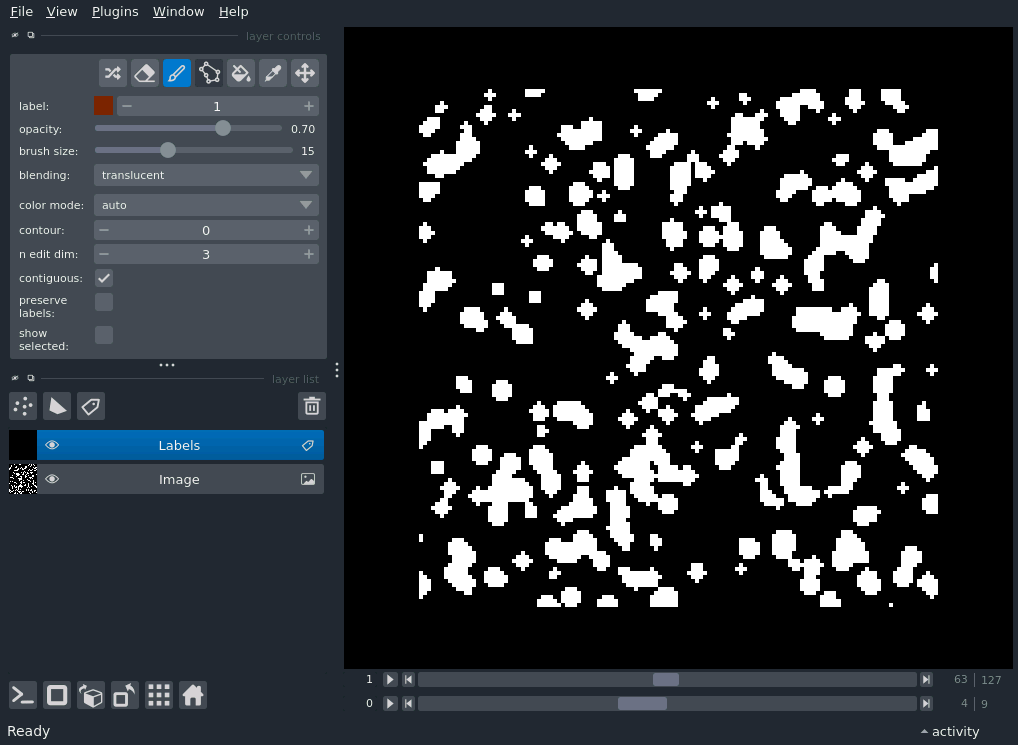 File View Plugins Window Help
layer controls
label: 1
opacity: 0.70
brush size: 15
blending: translucent
color mode: auto
contour: 0
n edit dim: 3
contiguous:
preserve
labels:
show
selected:
layer list
Labels
Image
1 63 127
0 4 9
Ready activity